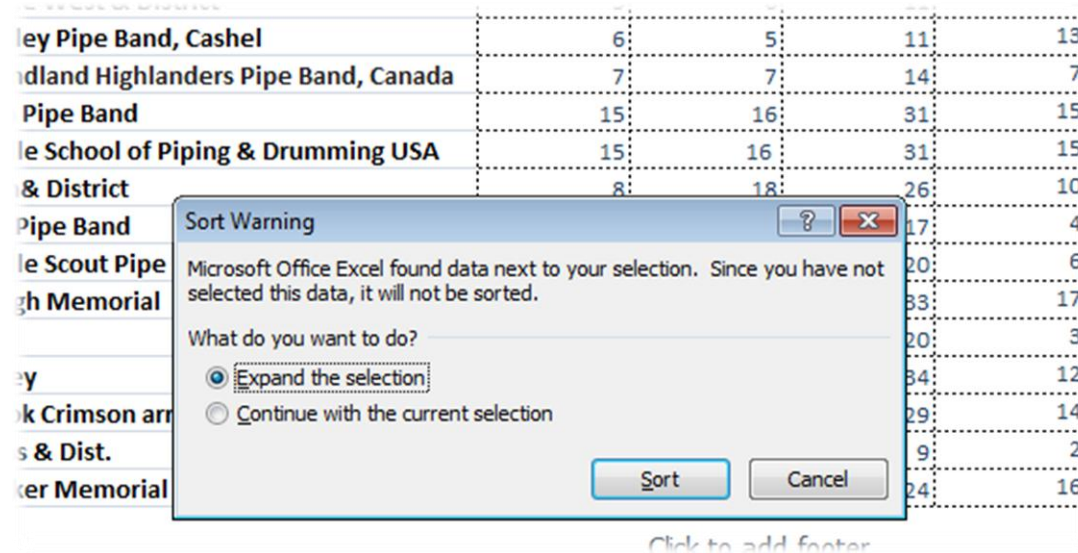 ley Pipe Band, Cashel 6 5 11 13
dland Highlanders Pipe Band, Canada 7 7 14 7
Pipe Band 15 16 31 15
le School of Piping & Drumming USA 15 16 31 15
& District 8 18 26 10
Pipe Band 17 4
le Scout Pipe 20 6
gh Memorial 33 17
20 3
ey 34 12
k Crimson arr 29 14
s & Dist. 9 2
ker Memorial 24 16
Sort Warning
Microsoft Office Excel found data next to your selection. Since you have not
selected this data, it will not be sorted.
What do you want to do?
Expand the selection
Continue with the current selection
Sort Cancel
Click to add footer